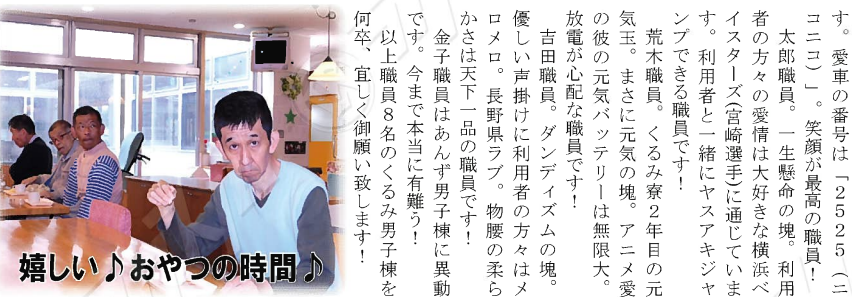 す。愛車の番号は「２５２５（ニ
コニコ）」。笑顔が最高の職員！
　太郎職員。一生懸命の塊。利用
者の方々の愛情は大好きな横浜ベ
イスターズ(宮崎選手)に通じていま
す。利用者と一緒にヤスアキジャ
ンプできる職員です！
　荒木職員。くるみ寮２年目の元
気玉。まさに元気の塊。アニメ愛
の彼の元気バッテリーは無限大。
放電が心配な職員です！
　吉田職員。ダンディズムの塊。
優しい声掛けに利用者の方々はメ
ロメロ。長野県ラブ。物腰の柔ら
かさは天下一品の職員です！
　金子職員はあんず男子棟に異動
です。今まで本当に有難う！
　以上職員８名のくるみ男子棟を
何卒、宜しく御願い致します！
嬉しい♪おやつの時間♪